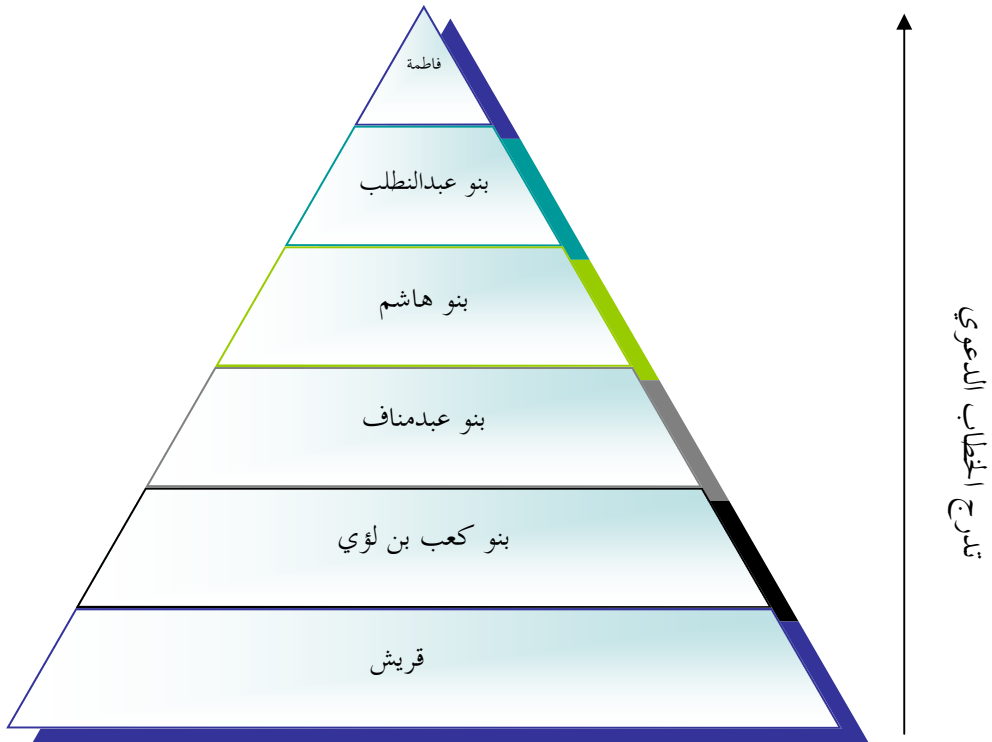 فاطمة
بنو عبدالنطلب
بنو هاشم
بنو عبدمناف
بنو كعب بن لؤي
قريش
تدرج الخطاب الدعوي